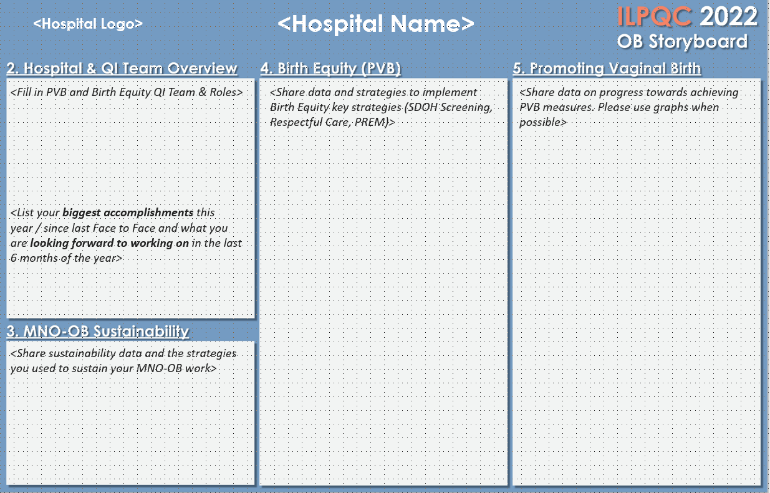 <Hospital Logo>
<Hospital Name>
ILPQC 2022
OB Storyboard
2. Hospital & QI Team Overview
<Fill in PVB and Birth Equity QI Team & Roles>
<List your biggest accomplishments this
year / since last Face to Face and what you
are looking forward to working on in the last
6 months of the year>
3. MNO-OB Sustainability
<Share sustainability data and the strategies
you used to sustain your MNO-OB work>
4. Birth Equity (PVB)
<Share data and strategies to implement
Birth Equity key strategies (SDOH Screening,
Respectful Care, PREM)>
5. Promoting Vaginal Birth
<Share data on progress towards achieving
PVB measures. Please use graphs when
possible>